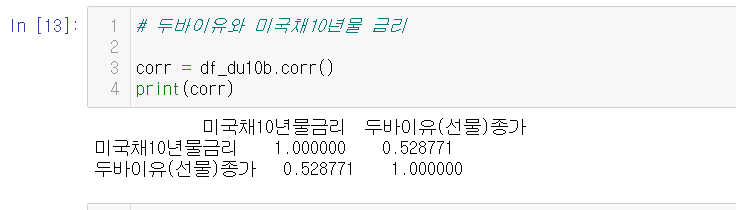 In [13]:
1 # 두바이유와 미국채10년물 금리
2
3 corr = df_du10b.corr()
4 print(corr)
미국채10년물금리 두바이유(선물)종가
미국채10년물금리 1.000000 0.528771
두바이유(선물)종가 0.528771 1.000000